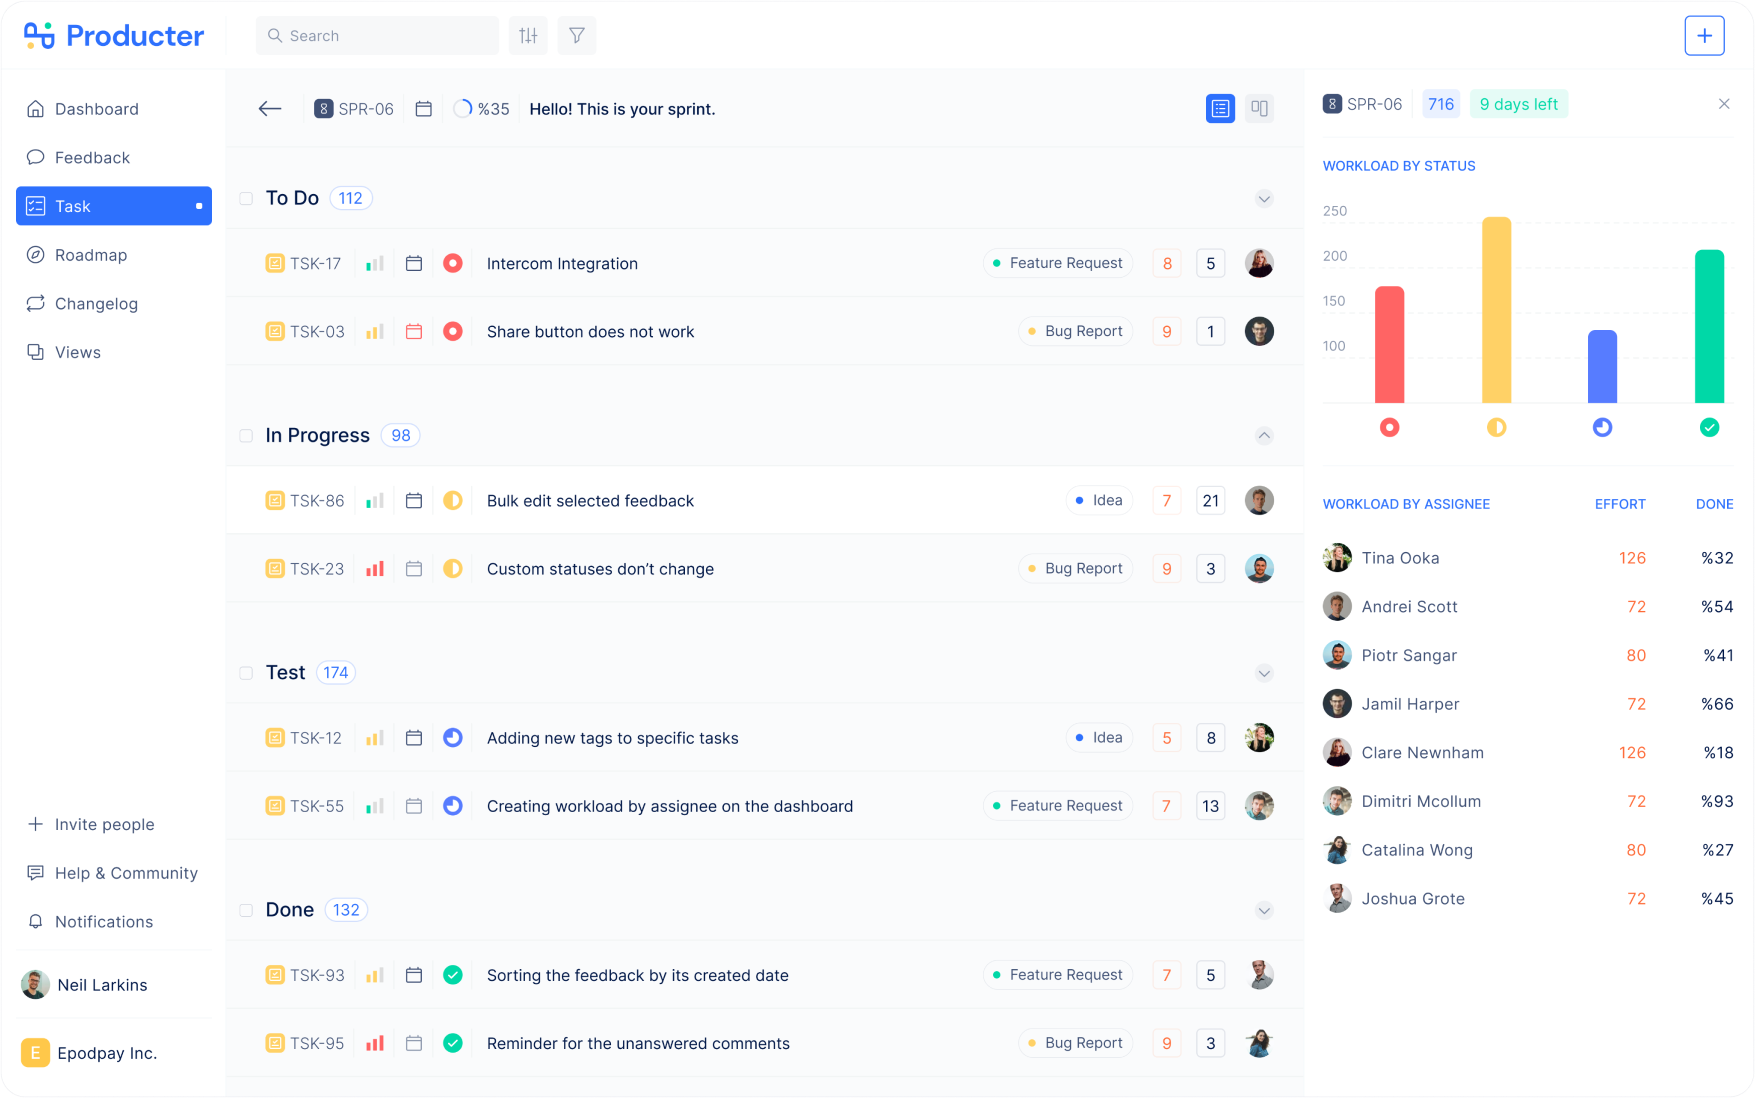 Producter
Search
Dashboard
Feedback
Task
Roadmap
Changelog
Views
Invite people
Help & Community
Notifications
Neil Larkins
E Epodpay Inc.
8 SPR-06 %35 Hello! This is your sprint.
To Do 112
TSK-17 Intercom Integration Feature Request 8 5
TSK-03 Share button does not work Bug Report 9 1
In Progress 98
TSK-86 Bulk edit selected feedback Idea 7 21
TSK-23 Custom statuses don’t change Bug Report 9 3
Test 174
TSK-12 Adding new tags to specific tasks Idea 5 8
TSK-55 Creating workload by assignee on the dashboard Feature Request 7 13
Done 132
TSK-93 Sorting the feedback by its created date Feature Request 7 5
TSK-95 Reminder for the unanswered comments Bug Report 9 3
8 SPR-06 716 9 days left
WORKLOAD BY STATUS
250
200
150
100
WORKLOAD BY ASSIGNEE EFFORT DONE
Tina Ooka 126 %32
Andrei Scott 72 %54
Piotr Sangar 80 %41
Jamil Harper 72 %66
Clare Newnham 126 %18
Dimitri Mcollum 72 %93
Catalina Wong 80 %27
Joshua Grote 72 %45